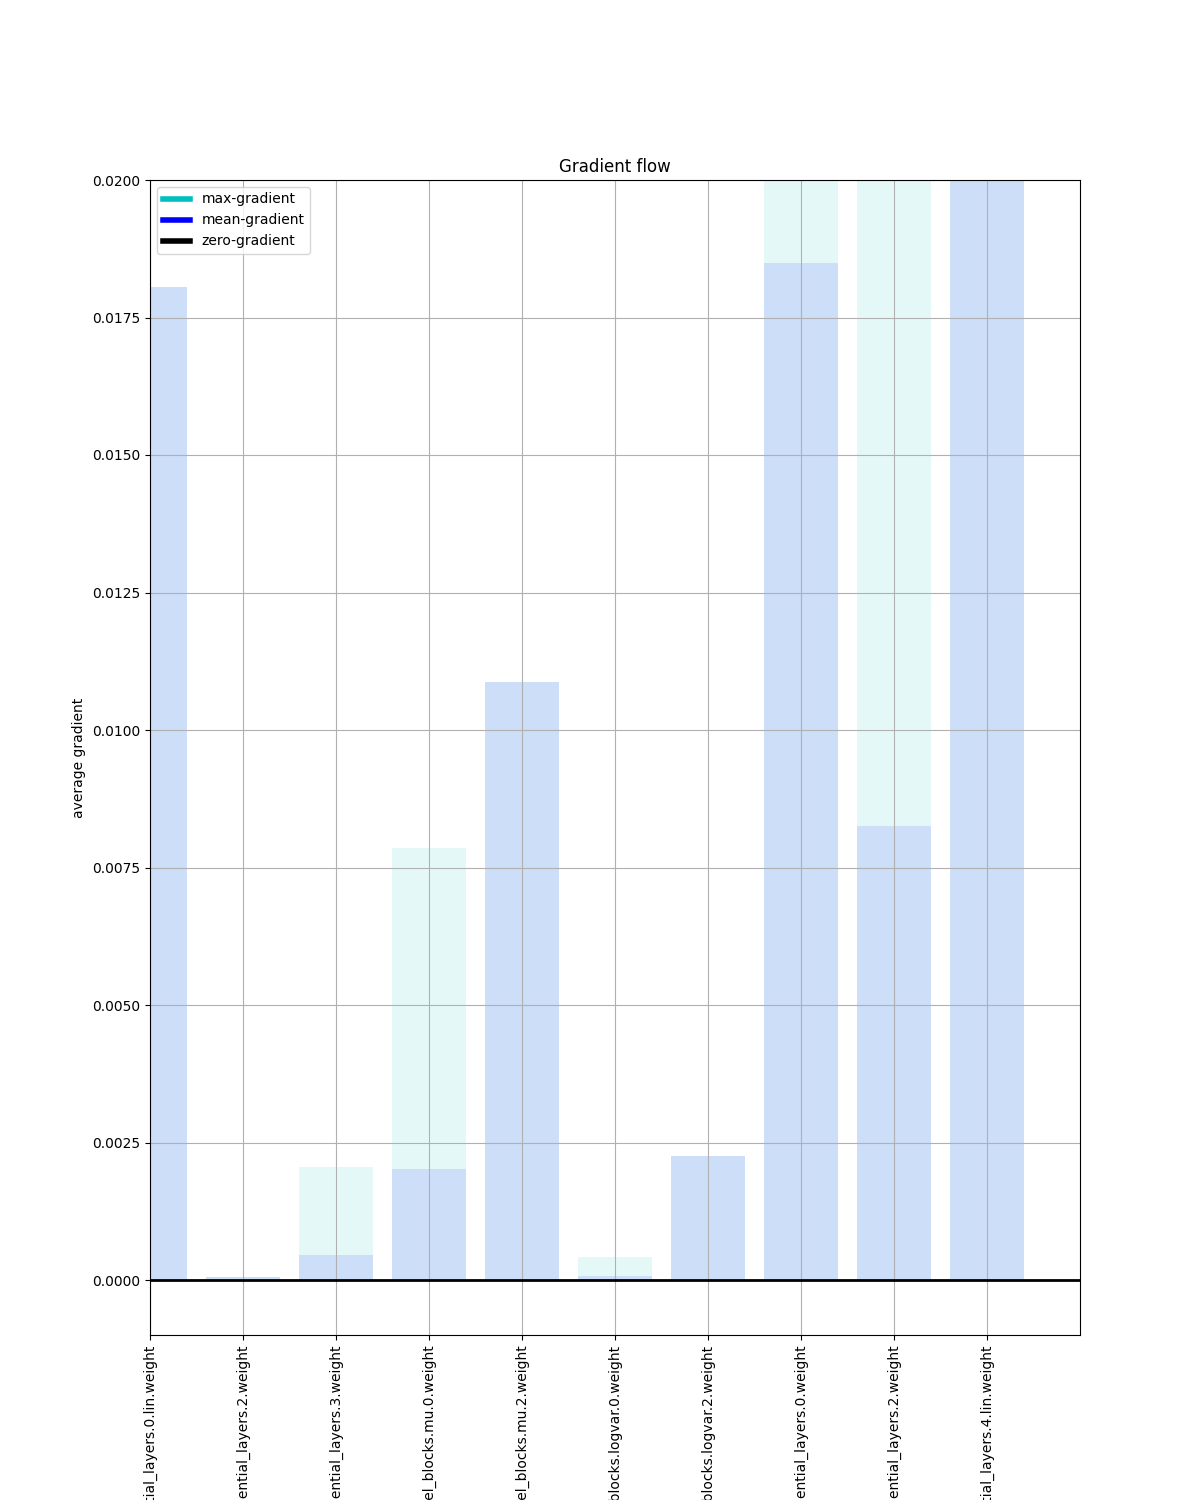 Gradient flow
max-gradient
mean-gradient
zero-gradient
0.0200
0.0175
0.0150
0.0125
0.0100
0.0075
0.0050
0.0025
0.0000
average gradient
tial_layers.0.lin.weight
ential_layers.2.weight
ential_layers.3.weight
el_blocks.mu.0.weight
el_blocks.mu.2.weight
blocks.logvar.0.weight
blocks.logvar.2.weight
ential_layers.0.weight
ential_layers.2.weight
tial_layers.4.lin.weight